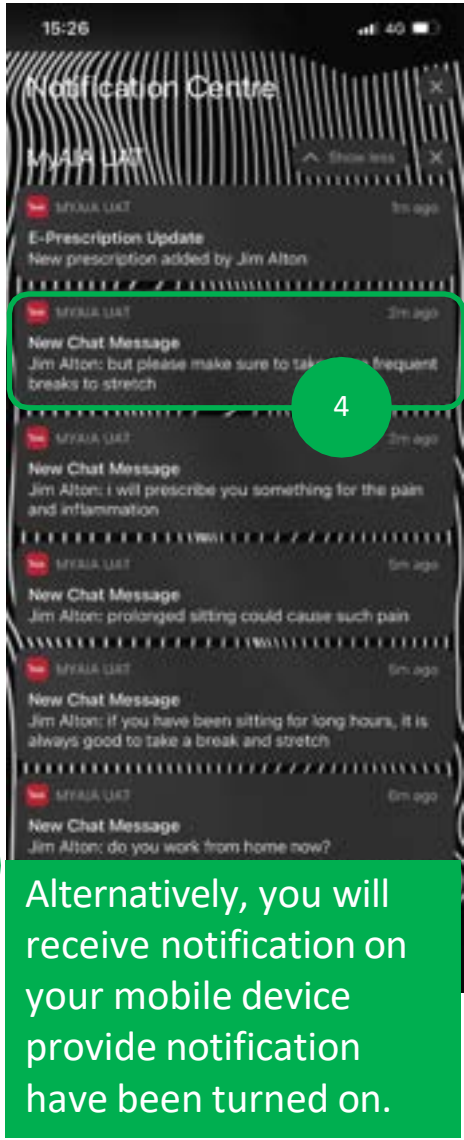 15:26
4G
Notification Centre
MyAIA UAT
Show less
MYAIA UAT
1m ago
E-Prescription Update
New prescription added by Jim Alton
MYAIA UAT
2m ago
New Chat Message
Jim Alton: but please make sure to frequent
breaks to stretch
4
MYAIA UAT
2m ago
New Chat Message
Jim Alton: i will prescribe you something for the pain
and inflammation
MYAIA UAT
5m ago
New Chat Message
Jim Alton: prolonged sitting could cause such pain
MYAIA UAT
New Chat Message
Jim Alton: if you have been sitting for long hours, it is
always good to take a break and stretch
MYAIA UAT
6m ago
New Chat Message
Jim Alton: do you work from home now?
Alternatively, you will
receive notification on
your mobile device
provide notification
have been turned on.